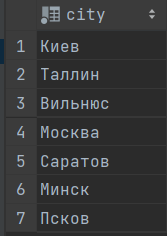 city
1 Киев
2 Таллин
3 Вильнюс
4 Москва
5 Саратов
6 Минск
7 Псков